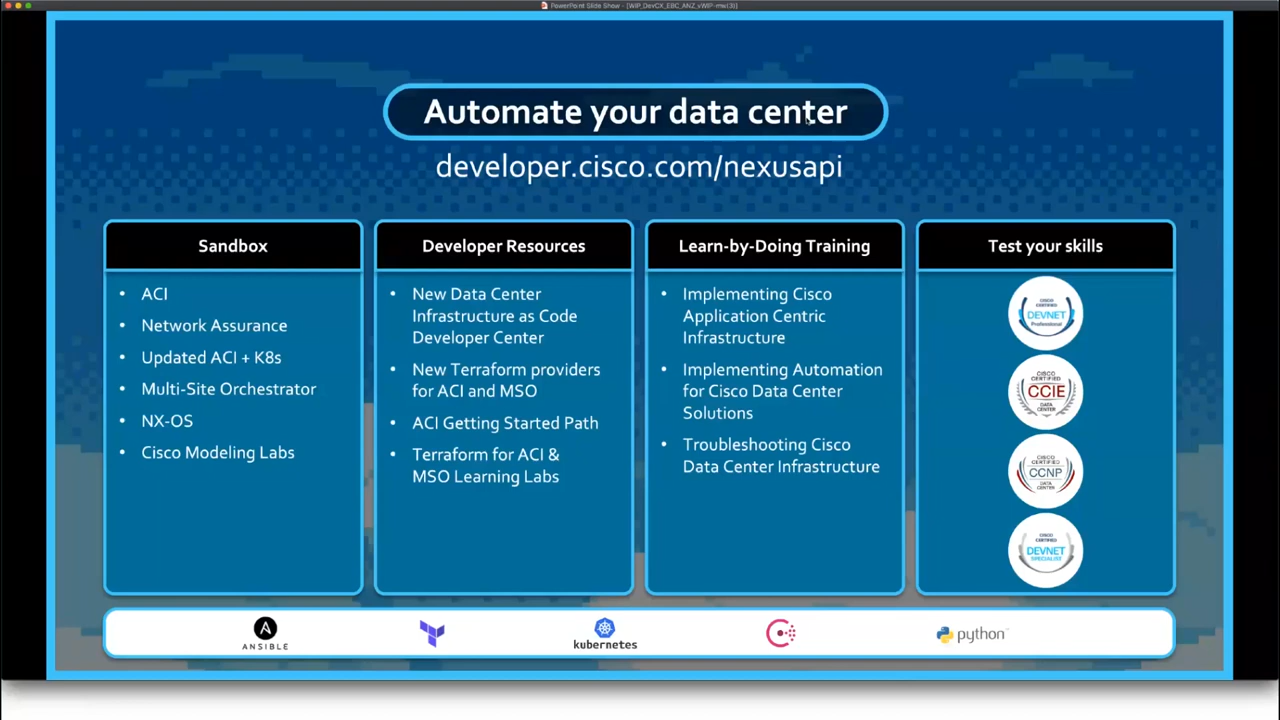 PowerPoint Slide Show - [WIP_DevCX_EBC_ANZ_vWIP-mw(3)]
Automate your data center
developer.cisco.com/nexusapi
Sandbox
• ACI
• Network Assurance
• Updated ACI + K8s
• Multi-Site Orchestrator
• NX-OS
• Cisco Modeling Labs
Developer Resources
• New Data Center
Infrastructure as Code
Developer Center
• New Terraform providers
for ACI and MSO
• ACI Getting Started Path
• Terraform for ACI &
MSO Learning Labs
Learn-by-Doing Training
• Implementing Cisco
Application Centric
Infrastructure
• Implementing Automation
for Cisco Data Center
Solutions
• Troubleshooting Cisco
Data Center Infrastructure
Test your skills
CISCO
CERTIFIED
DEVNET
Professional
CISCO
CERTIFIED
CCIE
DATA
CENTER
CISCO
CERTIFIED
CCNP
DATA
CENTER
CISCO
CERTIFIED
DEVNET
SPECIALIST
ANSIBLE
kubernetes
python™